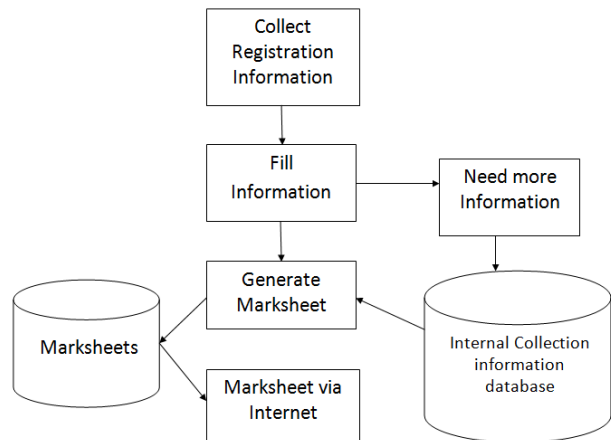 Collect
Registration
Information
Fill
Information
Need more
Information
Generate
Marksheet
Marksheets
Internal Collection
information
database
Marksheet via
Internet